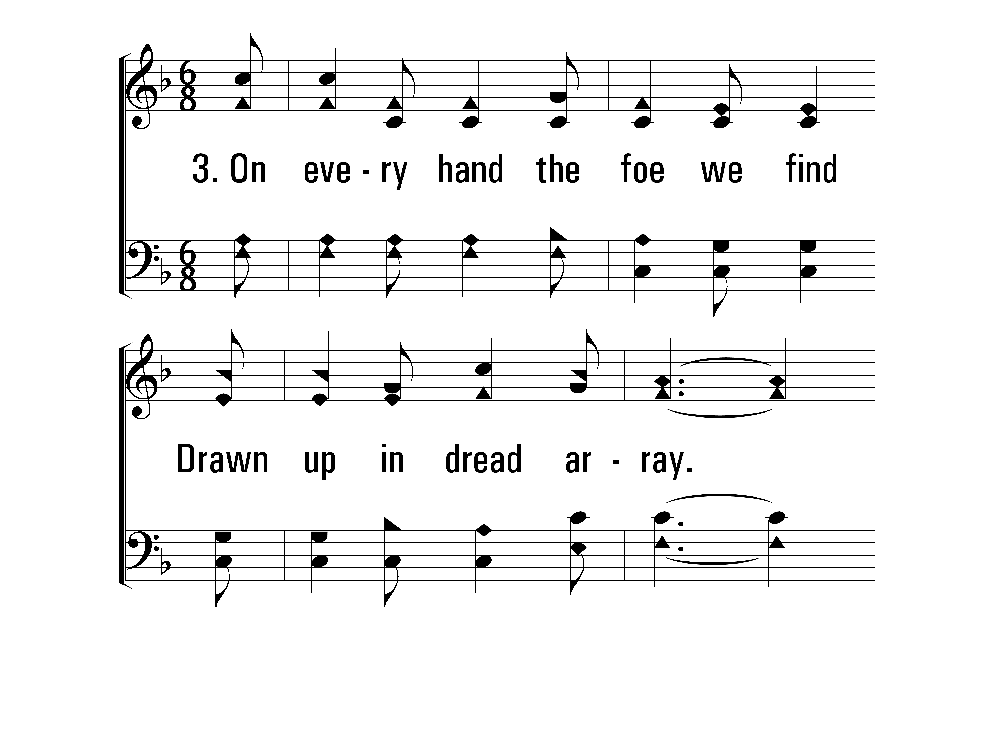 3. On eve - ry hand the foe we find
Drawn up in dread ar - ray.